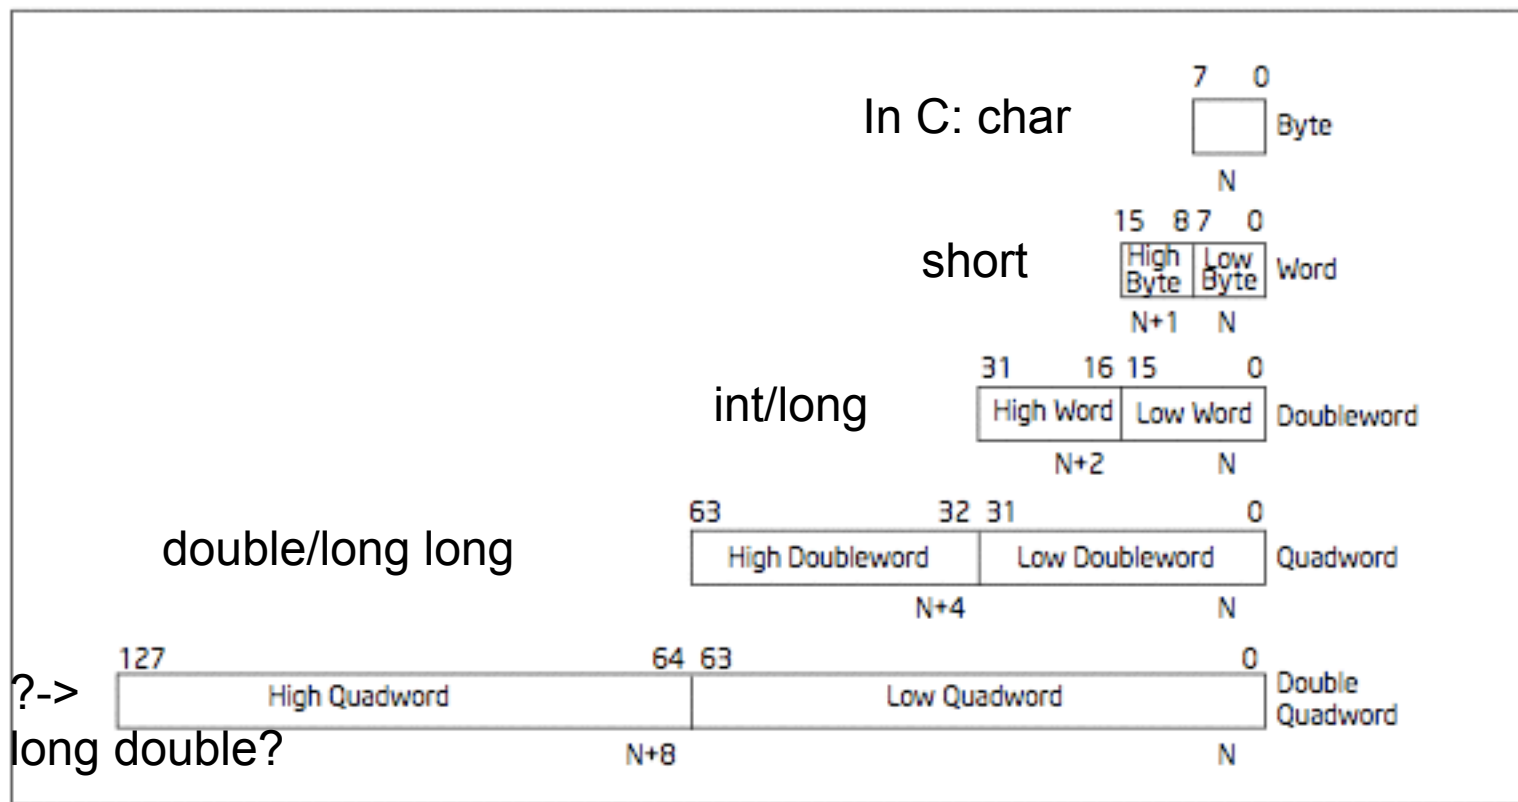 7 0
In C: char
Byte
N
15 8 7 0
short
High Byte
Low Byte
Word
N+1 N
31 16 15 0
int/long
High Word
Low Word
Doubleword
N+2 N
63 32 31 0
double/long long
High Doubleword
Low Doubleword
Quadword
N+4 N
127 64 63 0
?->
long double?
High Quadword
Low Quadword
Double
Quadword
N+8 N